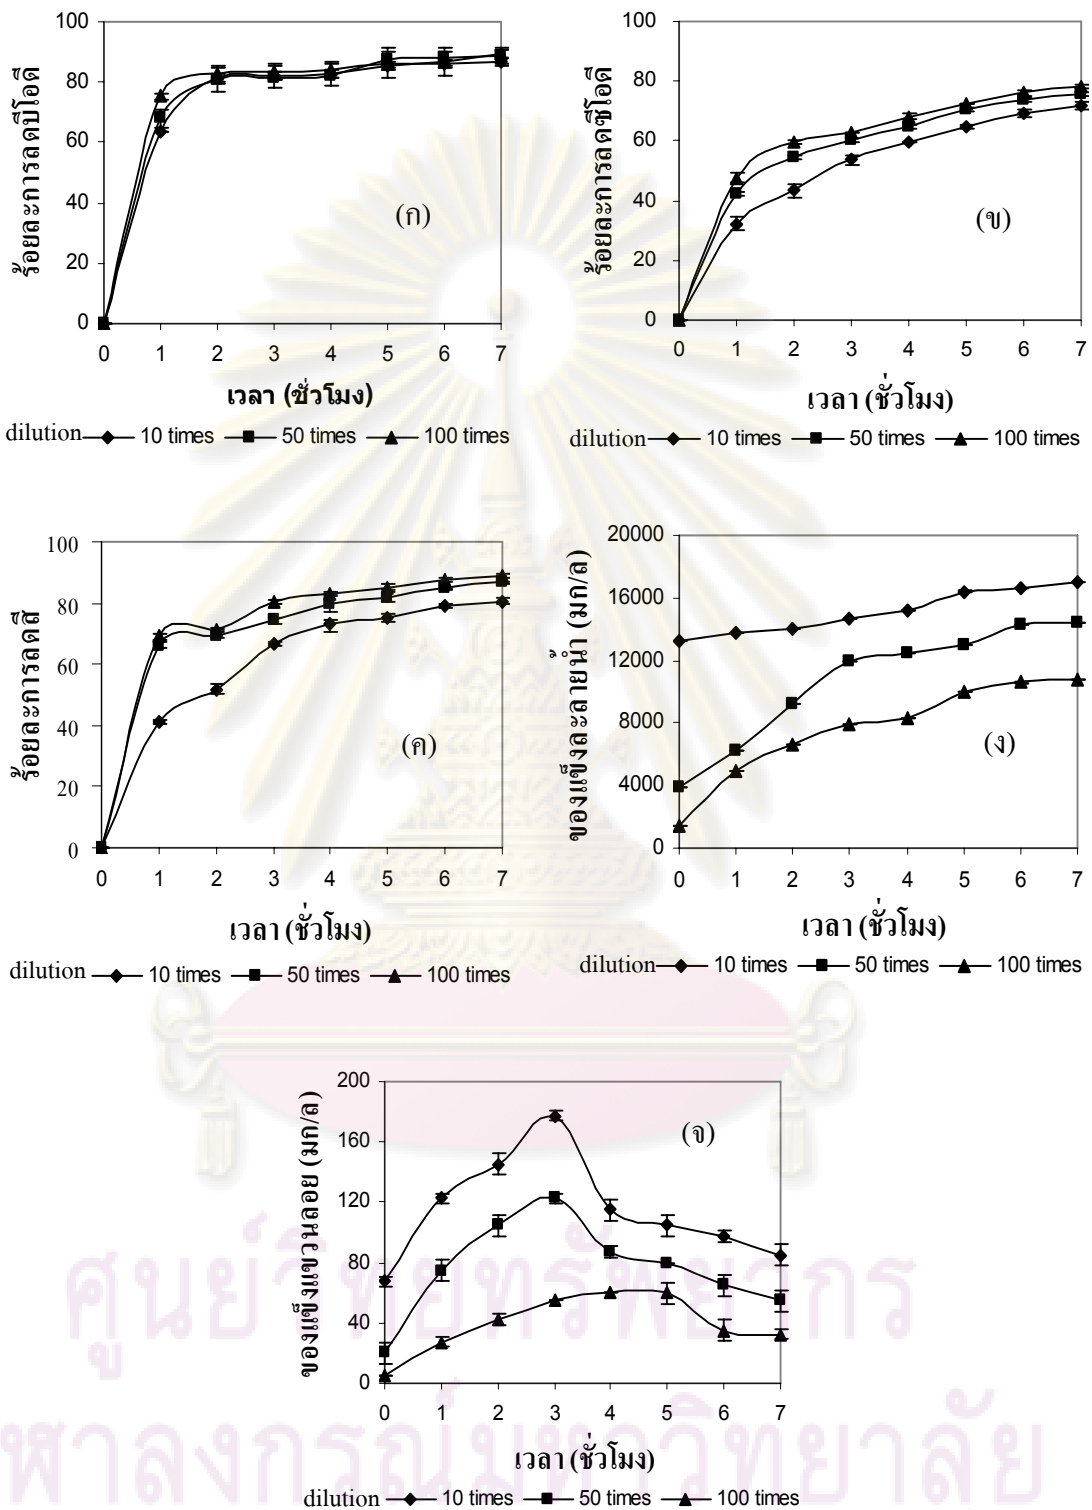 ร้อยละการลดบีโอดี
100
80
60
40
20
0
(ก)
0 1 2 3 4 5 6 7
เวลา (ชั่วโมง)
dilution 10 times 50 times 100 times
ร้อยละการลดซีโอดี
100
80
60
40
20
0
(ข)
0 1 2 3 4 5 6 7
เวลา (ชั่วโมง)
dilution 10 times 50 times 100 times
ร้อยละการลดสี
100
80
60
40
20
0
(ค)
0 1 2 3 4 5 6 7
เวลา (ชั่วโมง)
dilution 10 times 50 times 100 times
ของแข็งละลายน้ำ (มก/ล)
20000
16000
12000
8000
4000
0
(ง)
0 1 2 3 4 5 6 7
เวลา (ชั่วโมง)
dilution 10 times 50 times 100 times
ของแข็งแขวนลอย (มก/ล)
200
160
120
80
40
0
(จ)
0 1 2 3 4 5 6 7
เวลา (ชั่วโมง)
dilution 10 times 50 times 100 times
ศูนย์วิทยทรัพยากร
ฬาลงกรณ์มหาวิทยาลัย